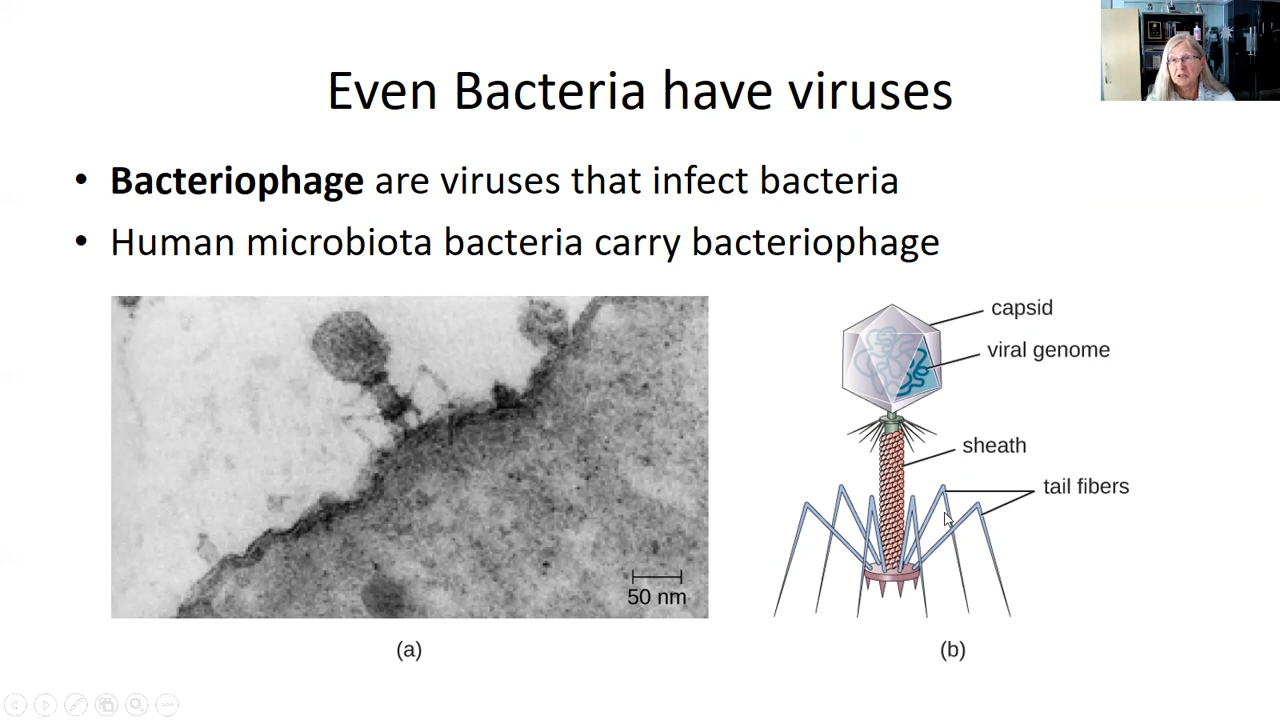 Even Bacteria have viruses
• Bacteriophage are viruses that infect bacteria
• Human microbiota bacteria carry bacteriophage
capsid
viral genome
sheath
tail fibers
50 nm
(a)
(b)